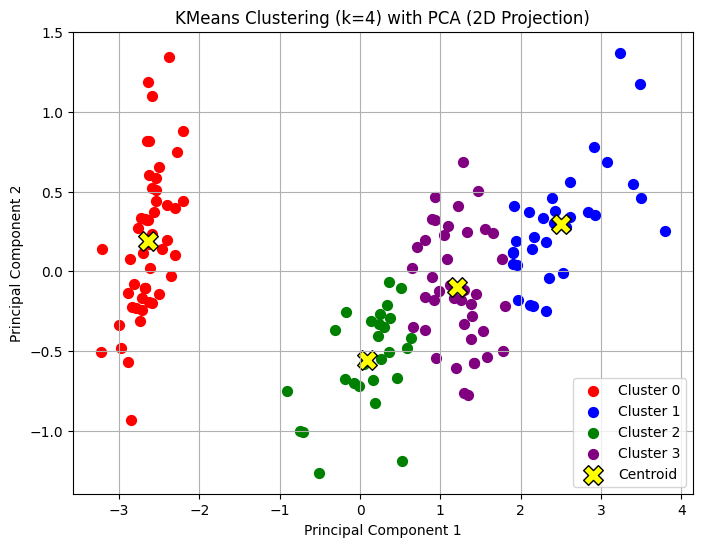 KMeans Clustering (k=4) with PCA (2D Projection)
Principal Component 2
1.5
1.0
0.5
0.0
−0.5
−1.0
−3
−2
−1
0
1
2
3
4
Principal Component 1
Cluster 0
Cluster 1
Cluster 2
Cluster 3
Centroid